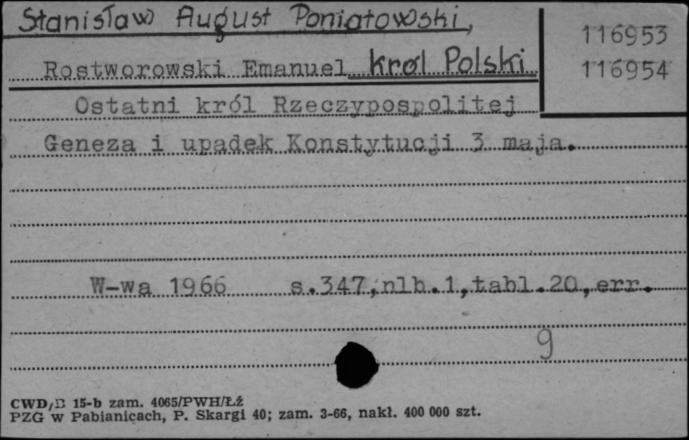 Stanisław August Poniatowski,
116953
Rostworowski Emanuel król Polski
116954
Ostatni król Rzeczypospolitej
Geneza i upadek Konstytucji 3 maja.
W-wa 1966 s.347,nlb.1,tabl.20,err.
9
CWD/B 15-b zam. 4065/PWH/Łź
PZG w Pabianicach, P. Skargi 40; zam. 3-66, nakł. 400 000 szt.